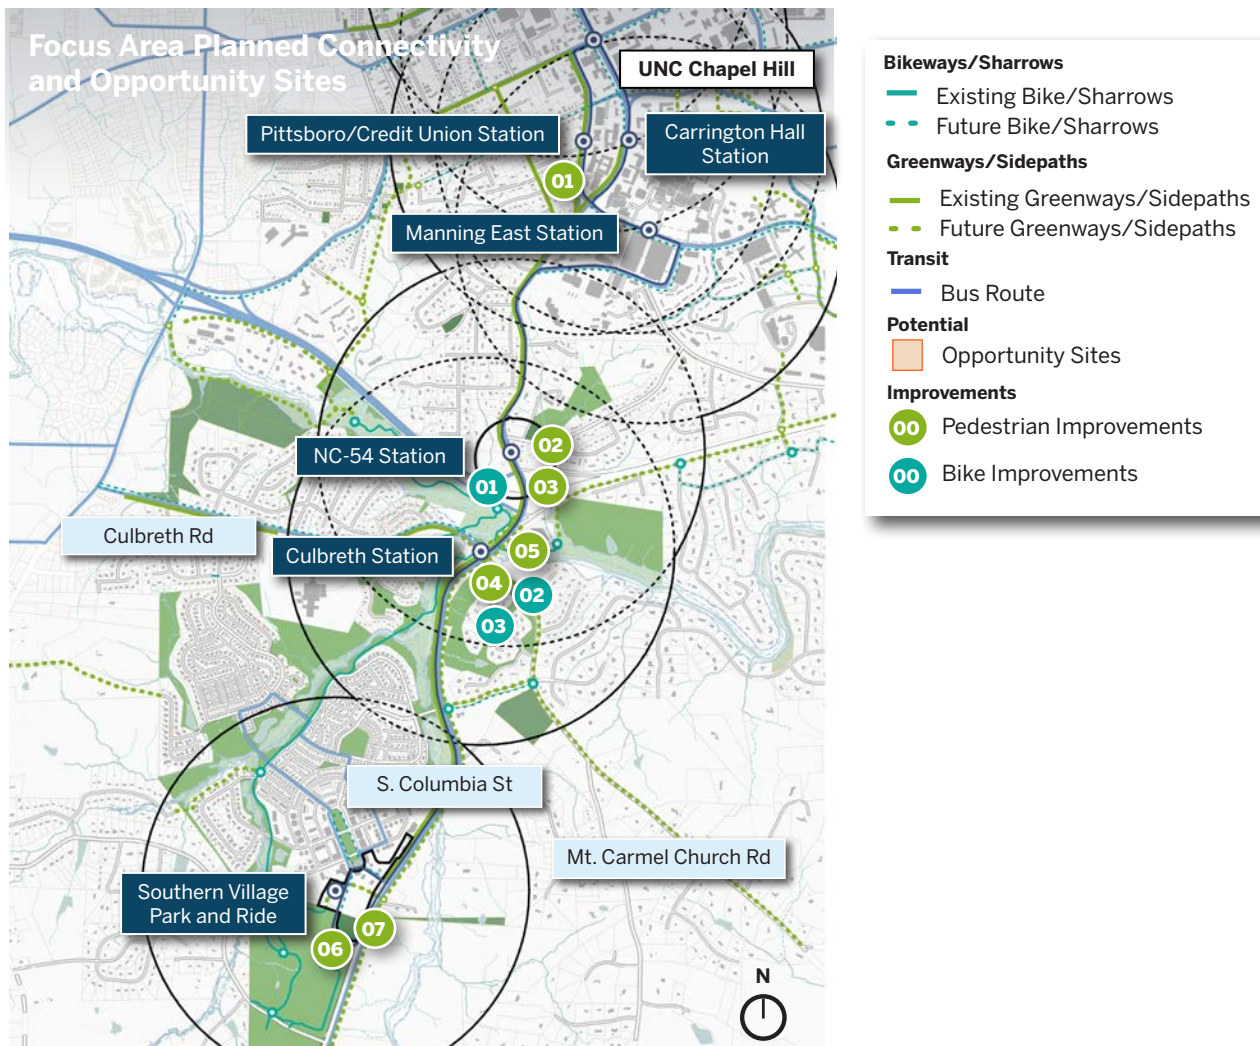 Focus Area Planned Connectivity
and Opportunity Sites
UNC Chapel Hill
Pittsboro/Credit Union Station
Carrington Hall
Station
01
Manning East Station
02
NC-54 Station
01
03
Culbreth Rd
Culbreth Station
05
04
02
03
S. Columbia St
Mt. Carmel Church Rd
Southern Village
Park and Ride
07
06
N
Bikeways/Sharrows
Existing Bike/Sharrows
Future Bike/Sharrows
Greenways/Sidepaths
Existing Greenways/Sidepaths
Future Greenways/Sidepaths
Transit
Bus Route
Potential
Opportunity Sites
Improvements
00 Pedestrian Improvements
00 Bike Improvements